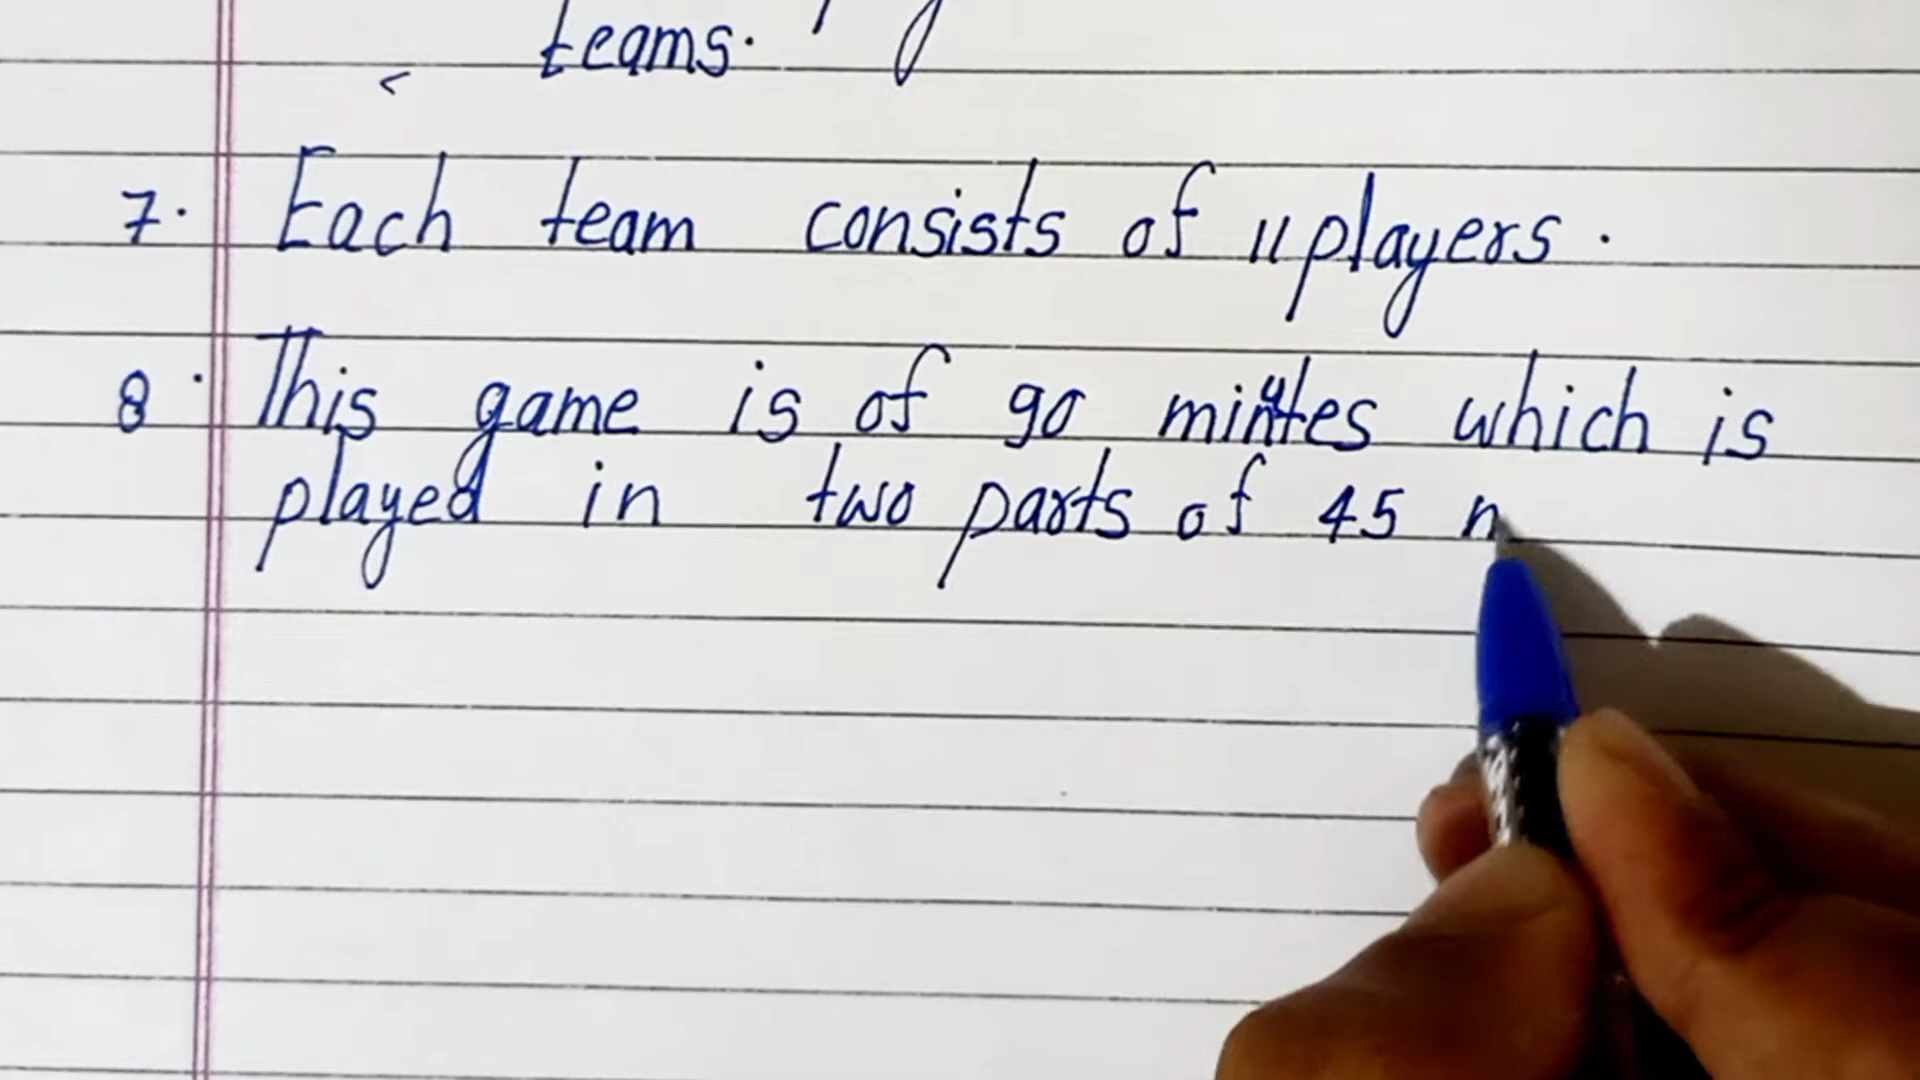 teams.
7. Each team consists of 11 players.
8. This game is of 90 minutes which is
played in two parts of 45